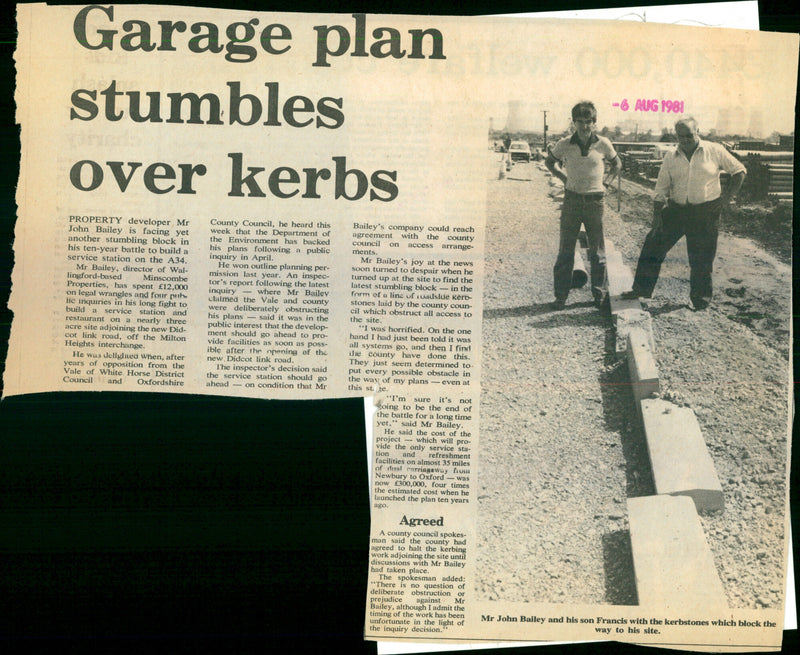 Garage plan
stumbles
over kerbs
-6 AUG 1981
PROPERTY developer Mr
John Bailey is facing yet
another stumbling block in
his ten-year battle to build a
service station on the A34.
Mr Bailey, director of Wal-
lingford-based Minscombe
Properties, has spent £12,000
on legal wrangles and four pub-
lic inquiries in his long fight to
build a service station and
restaurant on a nearly three
acre site adjoining the new Did-
cot link road, off the Milton
Heights interchange.
He was delighted when, after
years of opposition from the
Vale of White Horse District
Council and Oxfordshire
County Council, he heard this
week that the Department of
the Environment has backed
his plans following a public
inquiry in April.
He won outline planning per-
mission last year. An inspec-
tor's report following the latest
inquiry — where Mr Bailey
claimed the Vale and county
were deliberately obstructing
his plans — said it was in the
public interest that the develop-
ment should go ahead to pro-
vide facilities as soon as poss-
ible after the opening of the
new Didcot link road.
The inspector's decision said
the service station should go
ahead — on condition that Mr
Bailey's company could reach
agreement with the county
council on access arrange-
ments.
Mr Bailey's joy at the news
soon turned to despair when he
turned up at the site to find the
latest stumbling block — in the
form of a line of roadside kerb-
stones laid by the county coun-
cil which obstruct all access to
the site.
"I was horrified. On the one
hand I had just been told it was
all systems go, and then I find
the county have done this.
They just seem determined to
put every possible obstacle in
the way of my plans — even at
this stage.
"I'm sure it's not
going to be the end of
the battle for a long time
yet," said Mr Bailey.
He said the cost of the
project — which will pro-
vide the only service sta-
tion and refreshment
facilities on almost 35 miles
of dual carriageway from
Newbury to Oxford — was
now £300,000, four times
the estimated cost when he
launched the plan ten years
ago.
Agreed
A county council spokes-
man said the county had
agreed to halt the kerbing
work adjoining the site until
discussions with Mr Bailey
had taken place.
The spokesman added:
"There is no question of
deliberate obstruction or
prejudice against Mr
Bailey, although I admit the
timing of the work has been
unfortunate in the light of
the inquiry decision."
Mr John Bailey and his son Francis with the kerbstones which block the
way to his site.